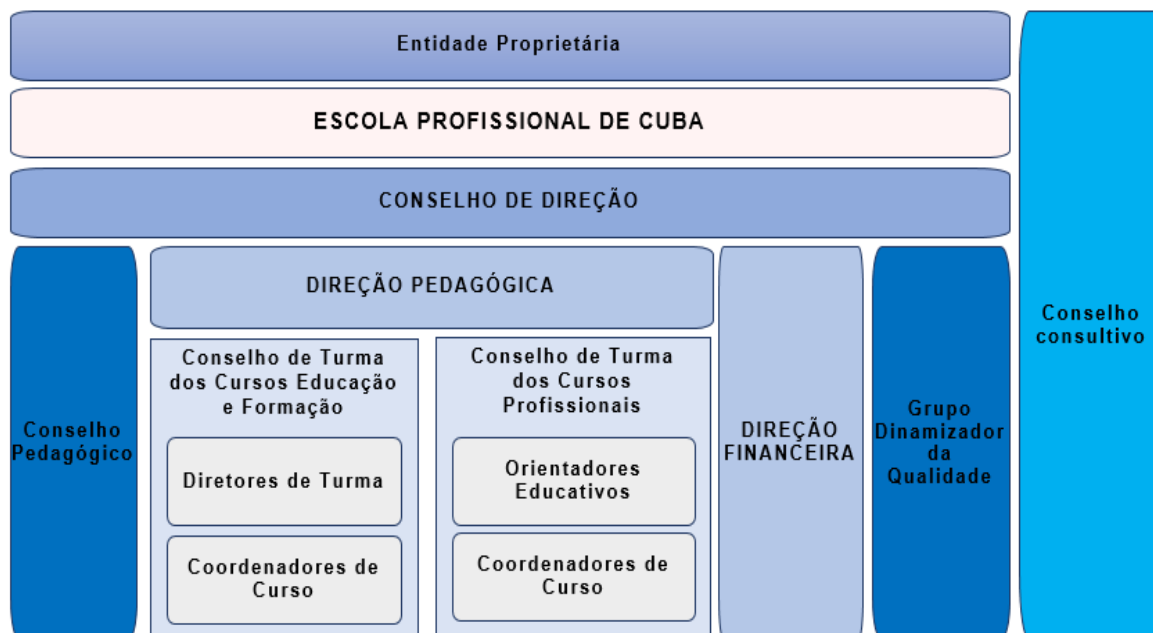 Entidade Proprietária
ESCOLA PROFISSIONAL DE CUBA
CONSELHO DE DIREÇÃO
Conselho
Pedagógico
DIREÇÃO PEDAGÓGICA
Conselho de Turma
dos Cursos Educação
e Formação
Diretores de Turma
Coordenadores de
Curso
Conselho de Turma
dos Cursos
Profissionais
Orientadores
Educativos
Coordenadores de
Curso
DIREÇÃO
FINANCEIRA
Grupo
Dinamizador
da
Qualidade
Conselho
consultivo